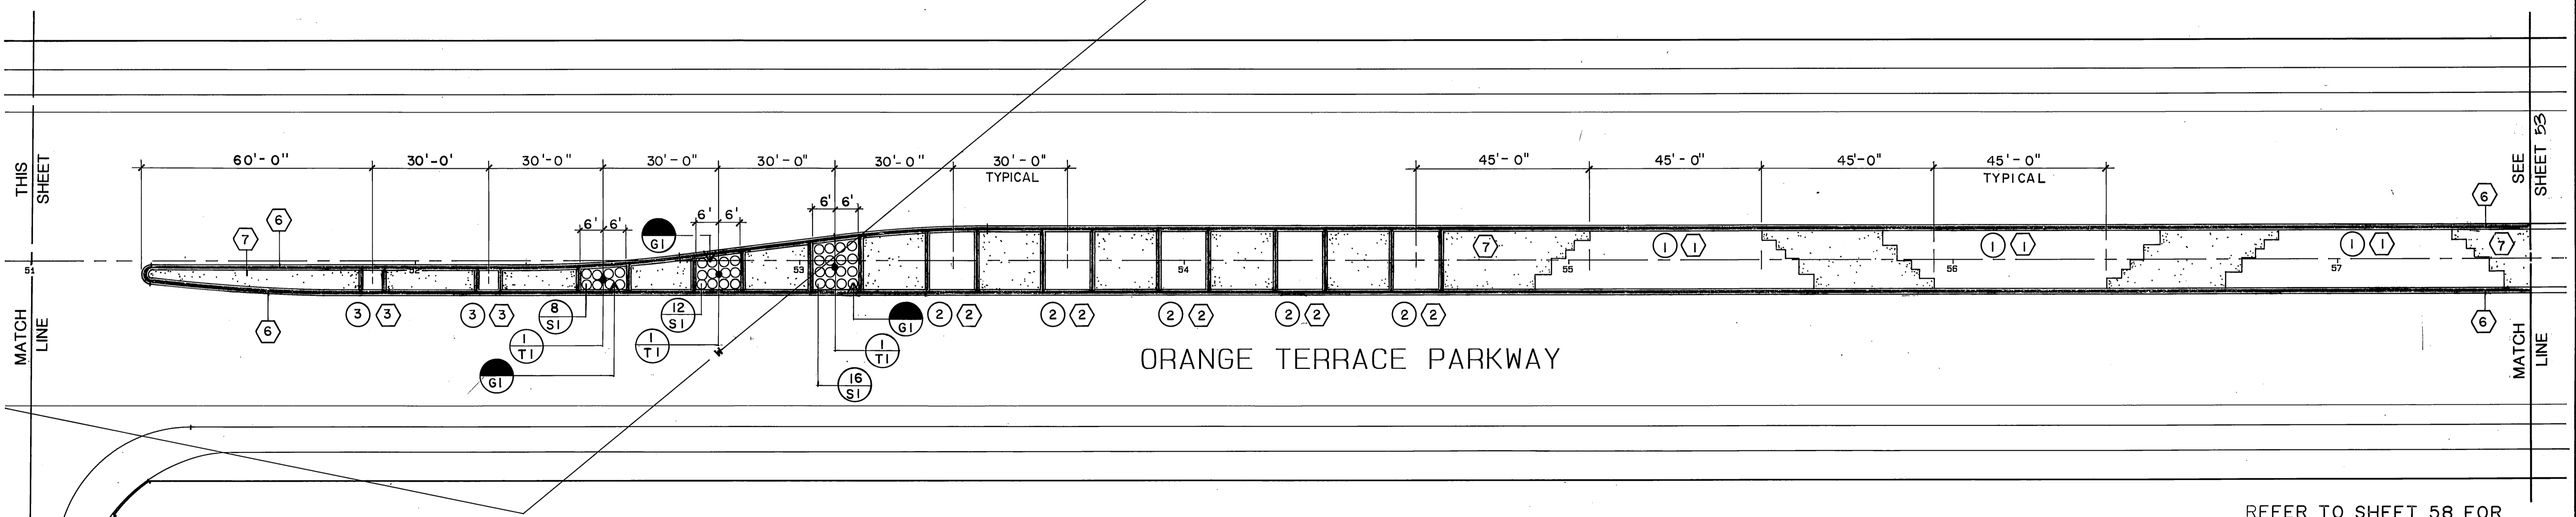 THIS SHEET
MATCH LINE
SEE SHEET 53
MATCH LINE
60'-0"
30'-0'
30'-0"
30'-0"
30'-0"
30'-0"
30'-0"
TYPICAL
45'-0"
45'-0"
45'-0"
45'-0"
TYPICAL
6' 6'
6' 6'
6' 6'
G1
6
7
6
7
1 1
1 1
1 1
7
6
51
52
53
54
55
56
57
6
3 3
3 3
8
S1
12
S1
1
T1
1
T1
G1
G1
1
T1
16
S1
2 2
2 2
2 2
2 2
2 2
6
ORANGE TERRACE PARKWAY
REFER TO SHEET 58 FOR